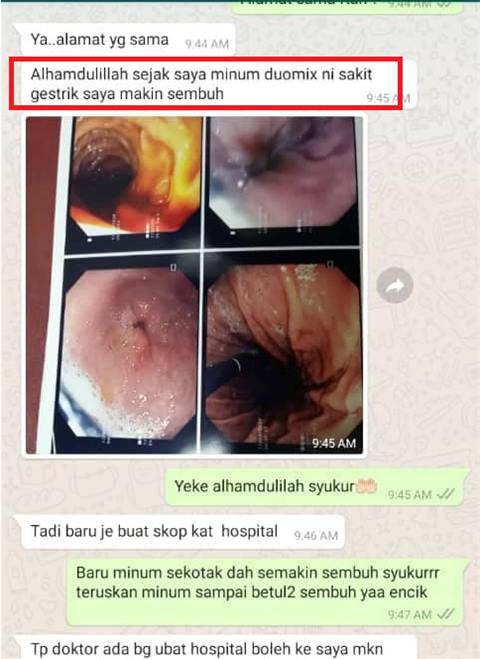 Ya..alamat yg sama 9:44 AM
Alhamdulillah sejak saya minum duomix ni sakit
gestrik saya makin sembuh
9:45 AM
9:45 AM
Yeke alhamdulilah syukur🤲 9:45 AM
Tadi baru je buat skop kat hospital 9:46 AM
Baru minum sekotak dah semakin sembuh syukurrr
teruskan minum sampai betul2 sembuh yaa encik
9:47 AM
Tp doktor ada bg ubat hospital boleh ke saya mkn